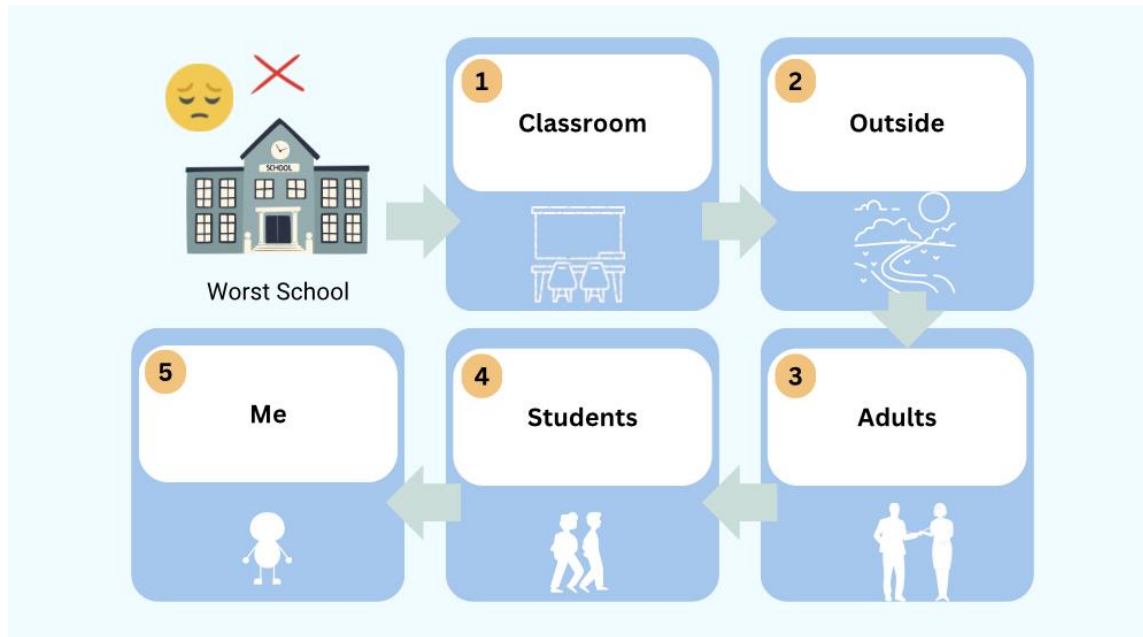 SCHOOL
Worst School
1
Classroom
2
Outside
3
Adults
4
Students
5
Me